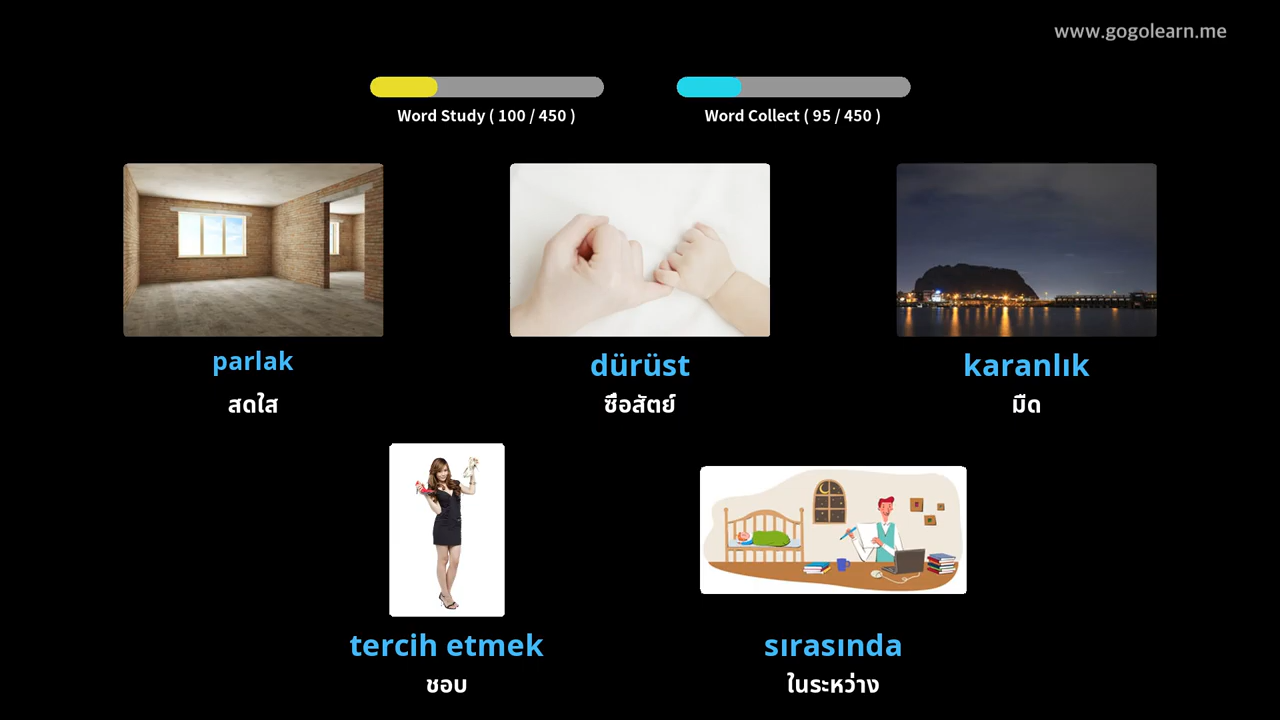 www.gogolearn.me
Word Study ( 100 / 450 )
Word Collect ( 95 / 450 )
parlak
สดใส
dürüst
ซื่อสัตย์
karanlık
มืด
tercih etmek
ชอบ
sırasında
ในระหว่าง